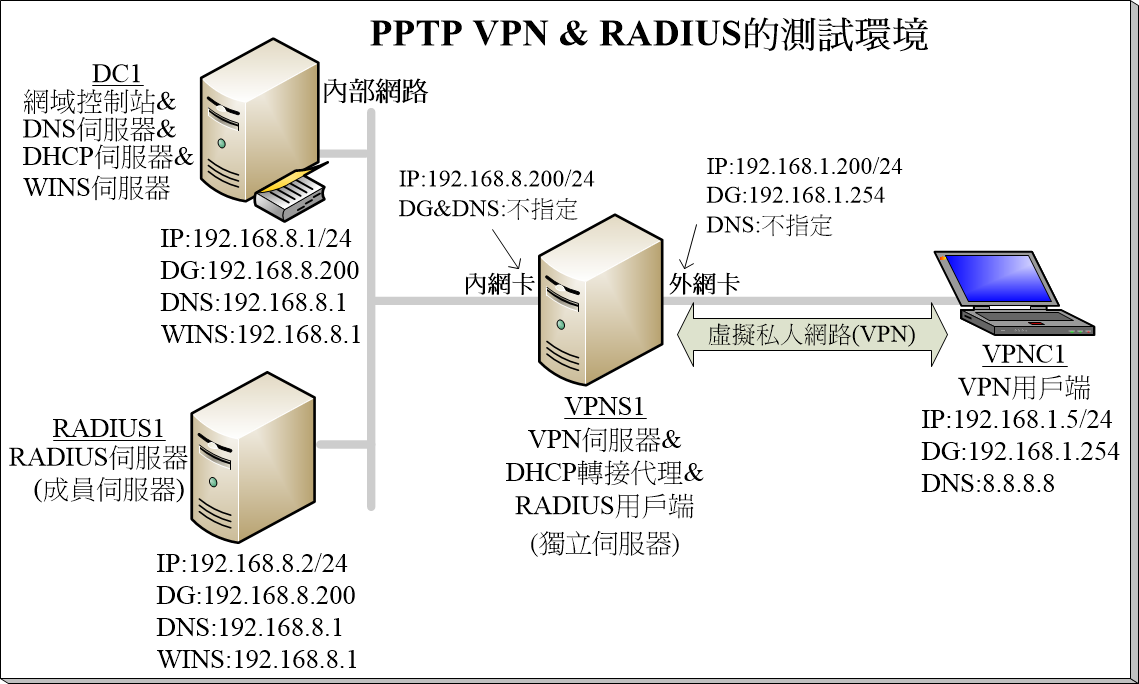 PPTP VPN & RADIUS的測試環境
DC1
網域控制站&
DNS伺服器&
DHCP伺服器&
WINS伺服器
內部網路
IP:192.168.8.1/24
DG:192.168.8.200
DNS:192.168.8.1
WINS:192.168.8.1
IP:192.168.8.200/24
DG&DNS:不指定
內網卡
IP:192.168.1.200/24
DG:192.168.1.254
DNS:不指定
外網卡
虛擬私人網路(VPN)
VPNS1
VPN伺服器&
DHCP轉接代理&
RADIUS用戶端
(獨立伺服器)
VPNC1
VPN用戶端
IP:192.168.1.5/24
DG:192.168.1.254
DNS:8.8.8.8
RADIUS1
RADIUS伺服器
(成員伺服器)
IP:192.168.8.2/24
DG:192.168.8.200
DNS:192.168.8.1
WINS:192.168.8.1